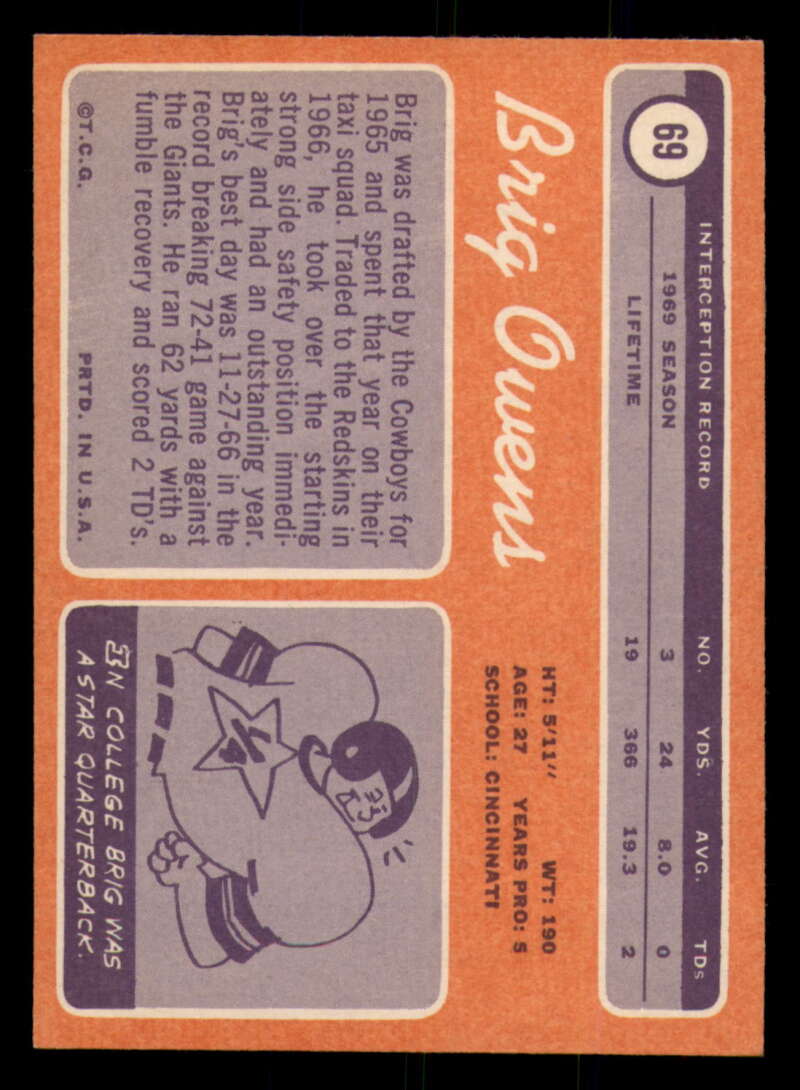 69
INTERCEPTION RECORD NO. YDS. AVG. TDs
1969 SEASON 3 24 8.0 0
LIFETIME 19 366 19.3 2
Brig Owens
HT: 5'11" WT: 190
AGE: 27 YEARS PRO: 5
SCHOOL: CINCINNATI
Brig was drafted by the Cowboys for
1965 and spent that year on their
taxi squad. Traded to the Redskins in
1966, he took over the starting
strong side safety position immedi-
ately and had an outstanding year.
Brig's best day was 11-27-66 in the
record breaking 72-41 game against
the Giants. He ran 62 yards with a
fumble recovery and scored 2 TD's.
©T.C.G. PRTD. IN U.S.A.
IN COLLEGE BRIG WAS
A STAR QUARTERBACK.